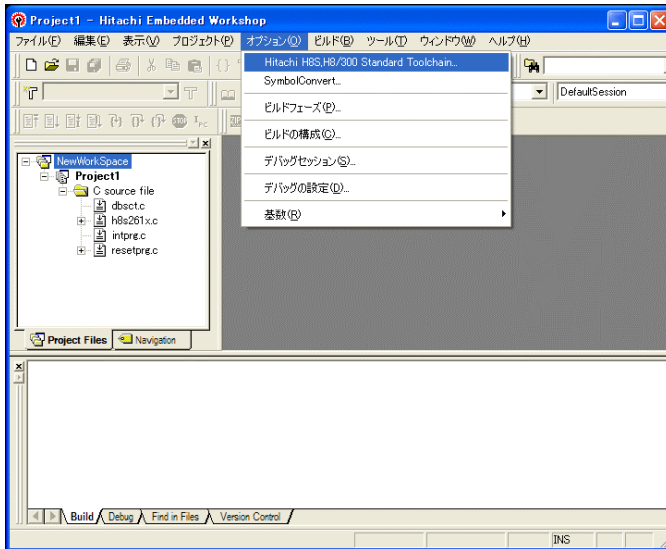 Project1 - Hitachi Embedded Workshop
ファイル(F) 編集(E) 表示(V) プロジェクト(P) オプション(O) ビルド(B) ツール(T) ウィンドウ(W) ヘルプ(H)
Hitachi H8S,H8/300 Standard Toolchain...
SymbolConvert...
ビルドフェーズ(P)...
ビルドの構成(C)...
デバッグセッション(S)...
デバッグの設定(D)...
基数(R)
DefaultSession
NewWorkSpace
Project1
C source file
dbsct.c
h8s261x.c
intprg.c
resetprg.c
Project Files Navigation
Build Debug Find in Files Version Control
INS